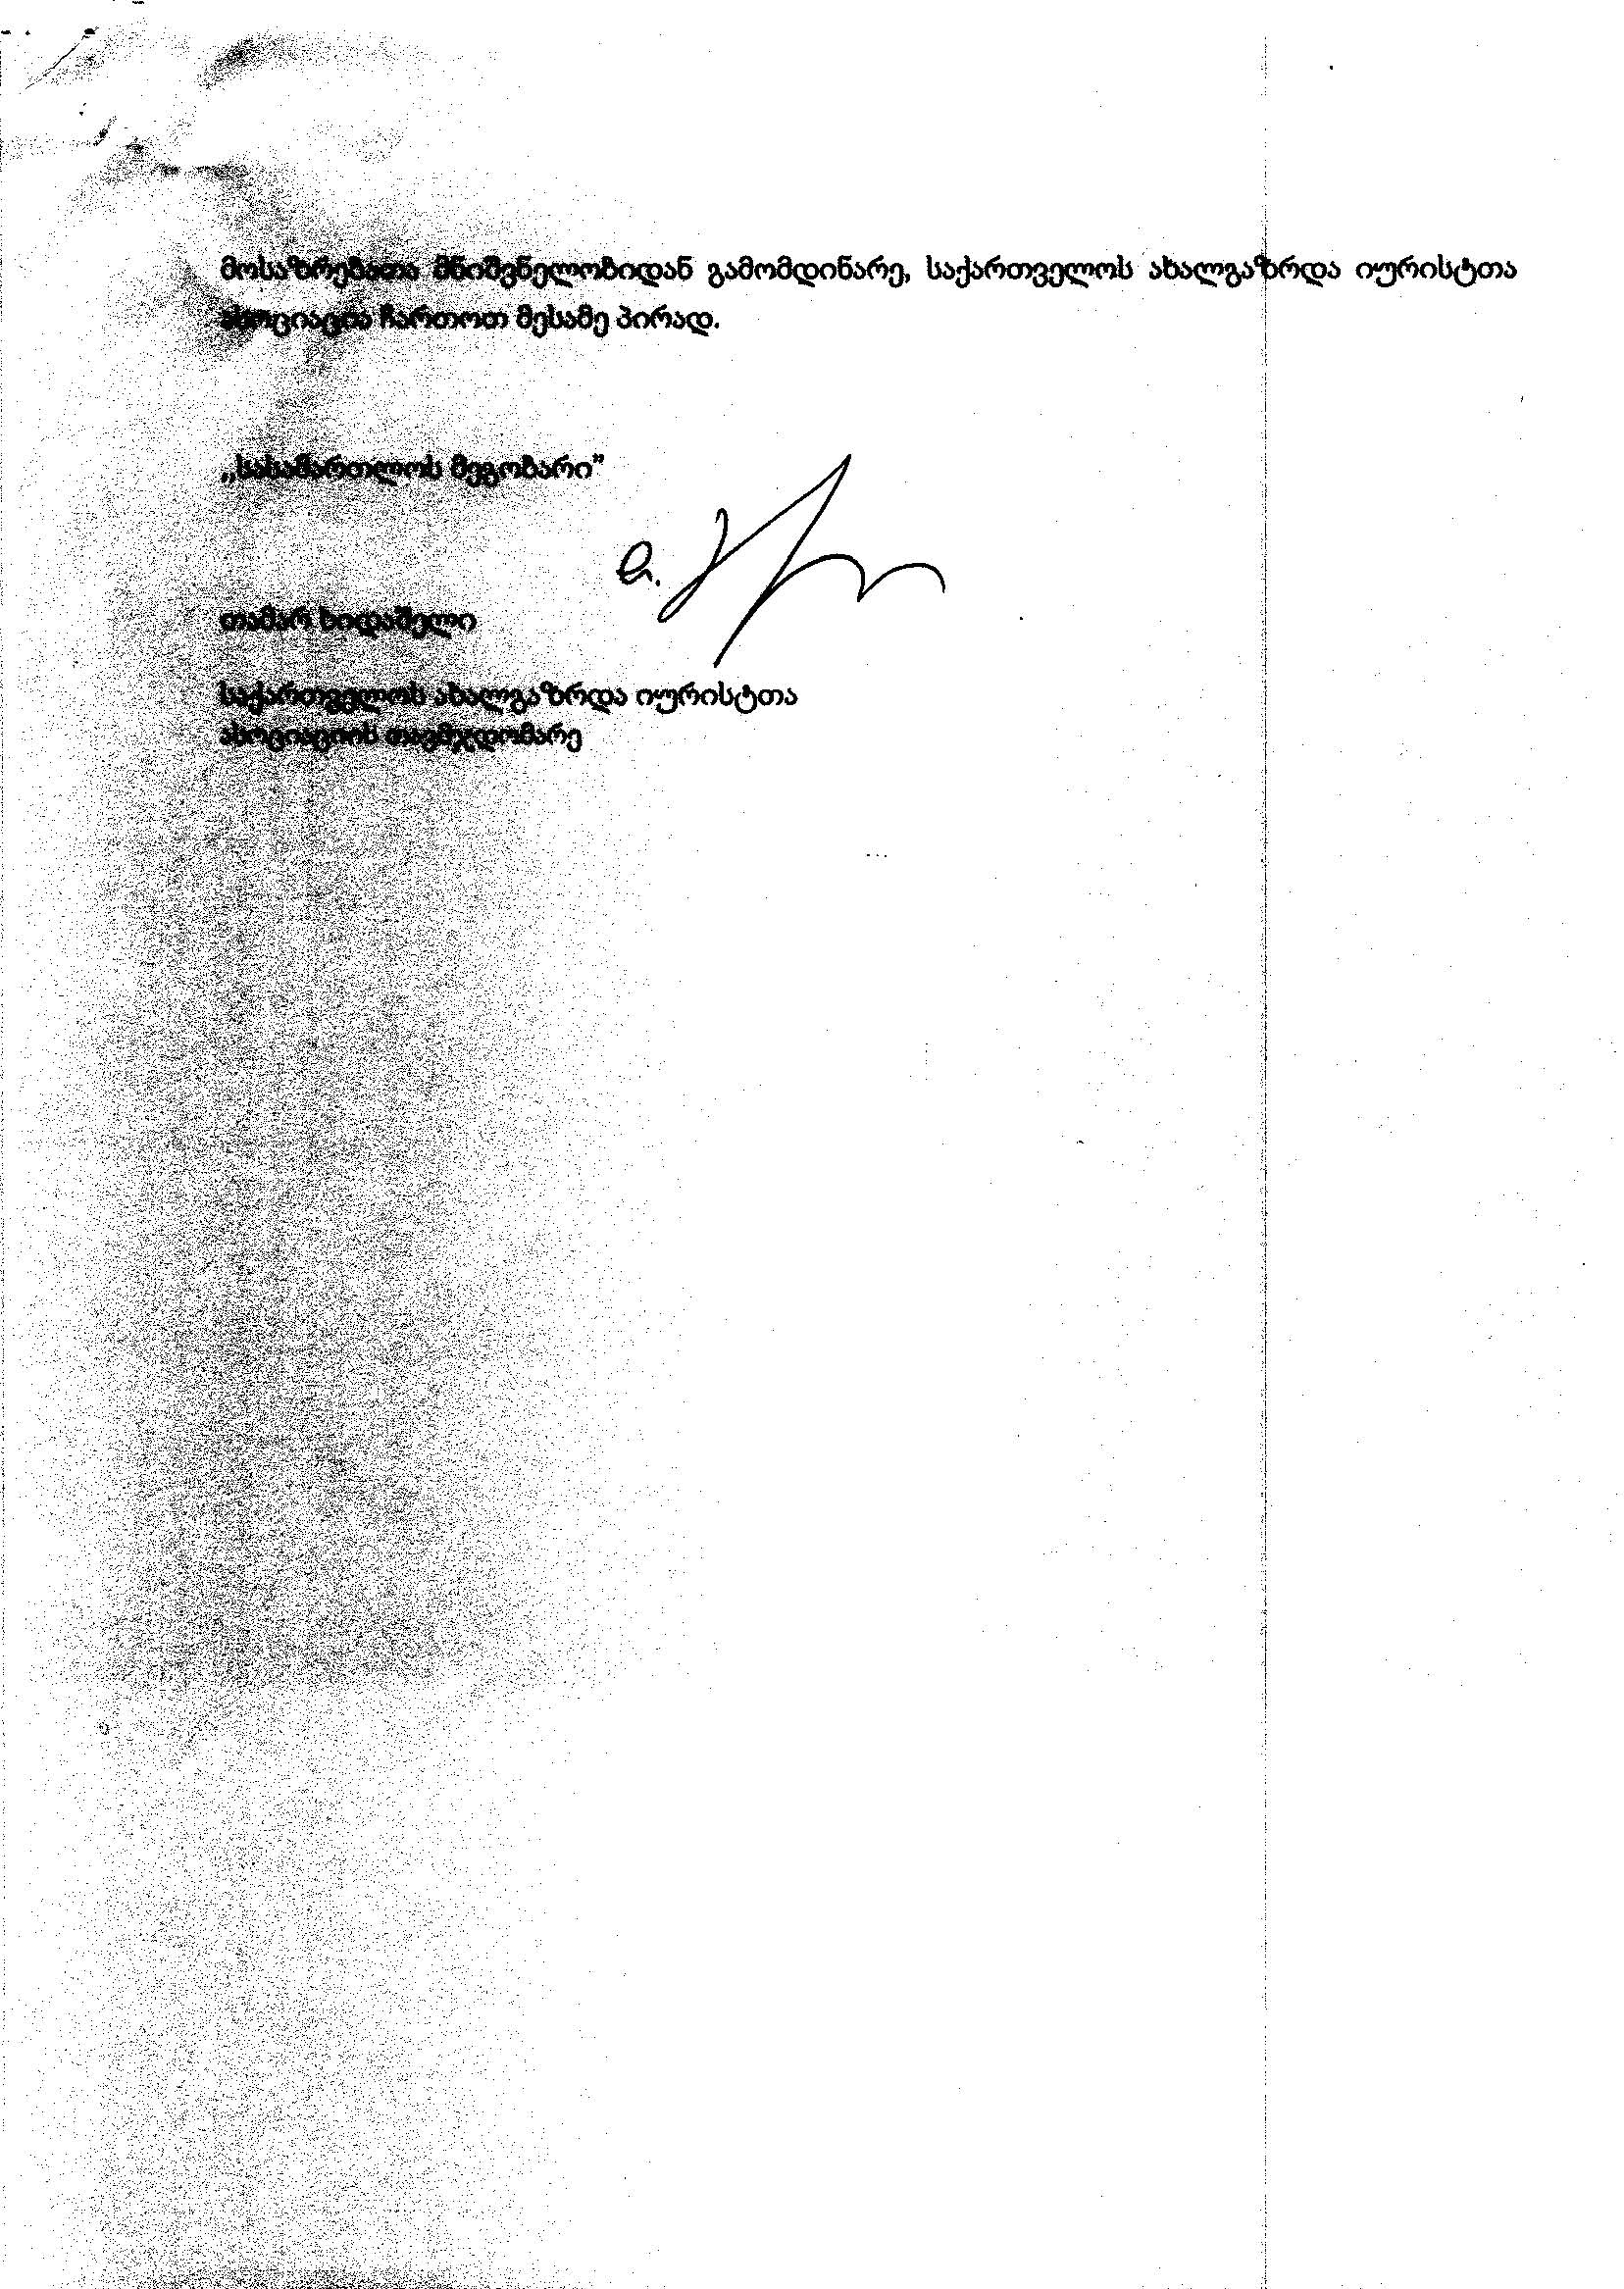 მოსაზრებათა მნიშვნელობიდან გამომდინარე, საქართველოს ახალგაზრდა იურისტთა
ასოციაცია ჩართოთ მესამე პირად.
„სასამართლოს მეგობარი”
თამარ ხიდაშელი
საქართველოს ახალგაზრდა იურისტთა
ასოციაციის თავმჯდომარე